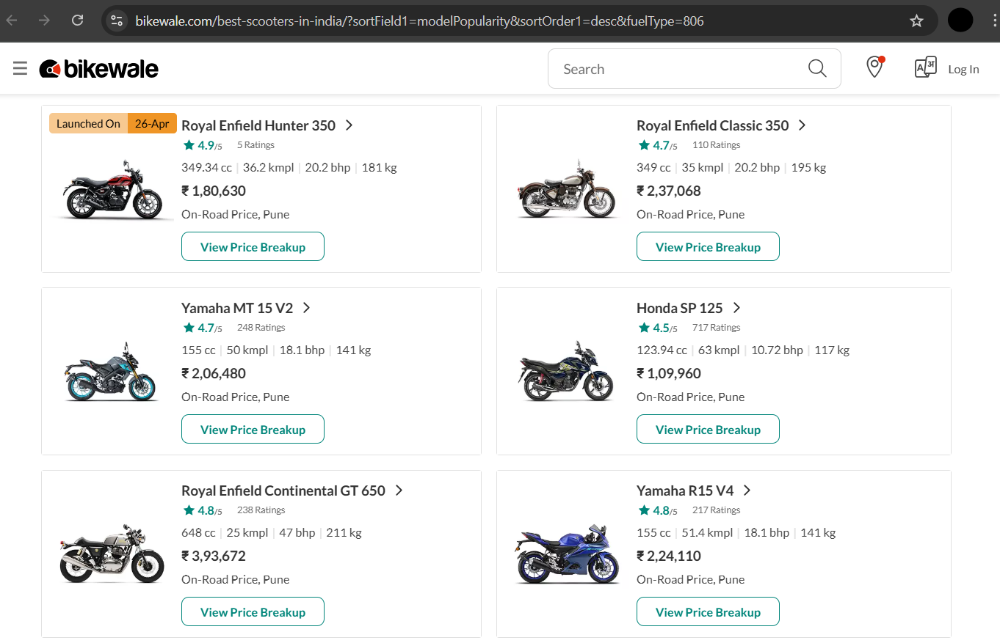 bikewale.com/best-scooters-in-india/?sortField1=modelPopularity&sortOrder1=desc&fuelType=806
bikewale
Search
A
Log In
Launched On 26-Apr
Royal Enfield Hunter 350
4.9/5 5 Ratings
349.34 cc | 36.2 kmpl | 20.2 bhp | 181 kg
₹ 1,80,630
On-Road Price, Pune
View Price Breakup
Royal Enfield Classic 350
4.7/5 110 Ratings
349 cc | 35 kmpl | 20.2 bhp | 195 kg
₹ 2,37,068
On-Road Price, Pune
View Price Breakup
Yamaha MT 15 V2
4.7/5 248 Ratings
155 cc | 50 kmpl | 18.1 bhp | 141 kg
₹ 2,06,480
On-Road Price, Pune
View Price Breakup
Honda SP 125
4.5/5 717 Ratings
123.94 cc | 63 kmpl | 10.72 bhp | 117 kg
₹ 1,09,960
On-Road Price, Pune
View Price Breakup
Royal Enfield Continental GT 650
4.8/5 238 Ratings
648 cc | 25 kmpl | 47 bhp | 211 kg
₹ 3,93,672
On-Road Price, Pune
View Price Breakup
Yamaha R15 V4
4.8/5 217 Ratings
155 cc | 51.4 kmpl | 18.1 bhp | 141 kg
₹ 2,24,110
On-Road Price, Pune
View Price Breakup